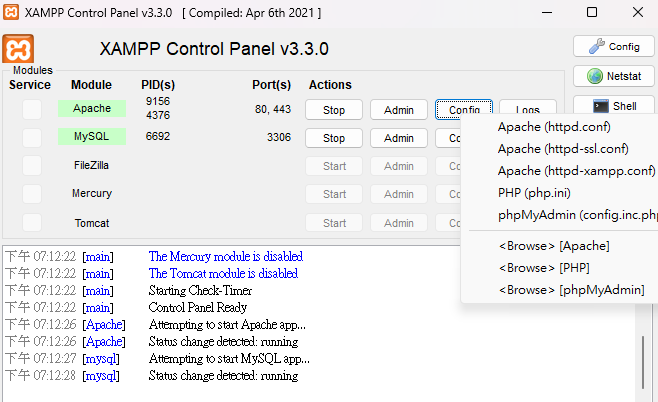 XAMPP Control Panel v3.3.0 [ Compiled: Apr 6th 2021 ]
XAMPP Control Panel v3.3.0
Config
Netstat
Shell
Modules
Service Module PID(s) Port(s) Actions
Apache 9156 4376 80, 443 Stop Admin Config Logs
MySQL 6692 3306 Stop Admin
FileZilla Start Admin
Mercury Start Admin
Tomcat Start Admin
Apache (httpd.conf)
Apache (httpd-ssl.conf)
Apache (httpd-xampp.conf)
PHP (php.ini)
phpMyAdmin (config.inc.php
<Browse> [Apache]
<Browse> [PHP]
<Browse> [phpMyAdmin]
下午 07:12:22 [main] The Mercury module is disabled
下午 07:12:22 [main] The Tomcat module is disabled
下午 07:12:22 [main] Starting Check-Timer
下午 07:12:22 [main] Control Panel Ready
下午 07:12:26 [Apache] Attempting to start Apache app...
下午 07:12:26 [Apache] Status change detected: running
下午 07:12:27 [mysql] Attempting to start MySQL app...
下午 07:12:28 [mysql] Status change detected: running